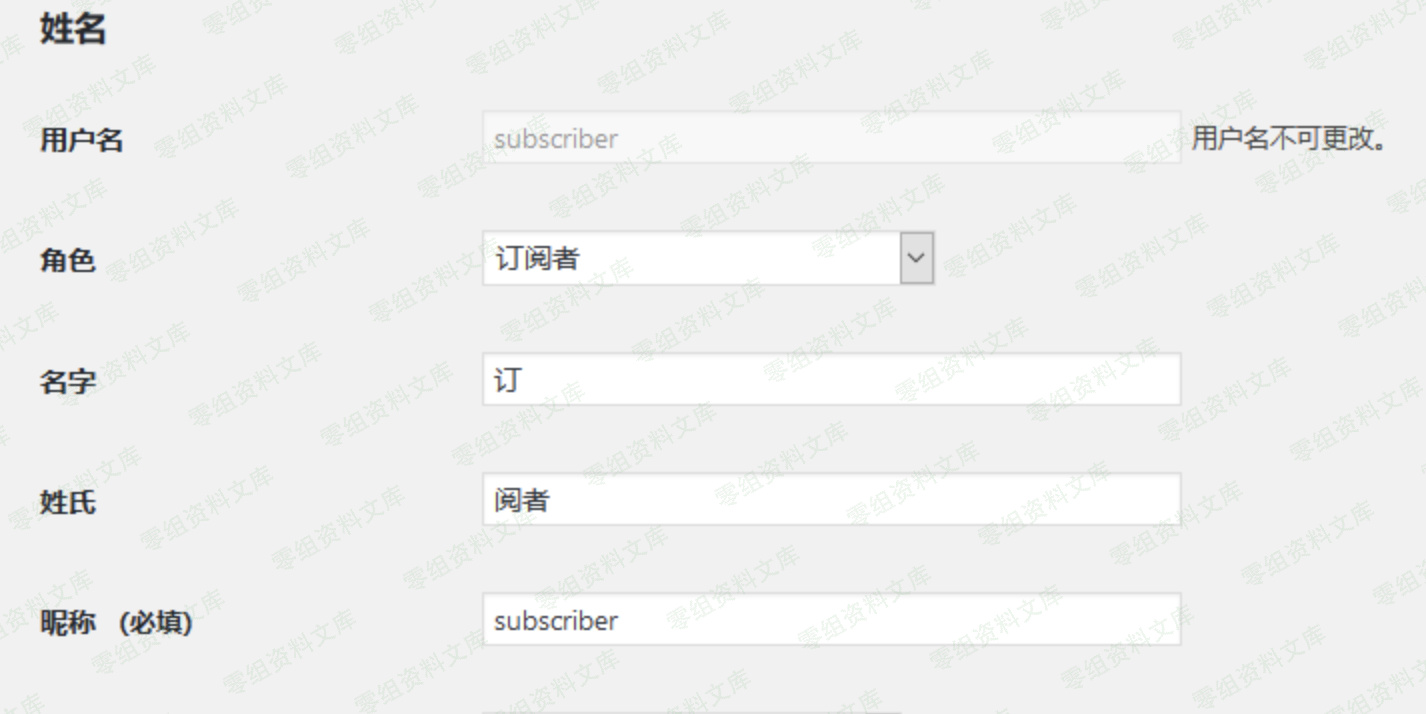 姓名
用户名 subscriber 用户名不可更改。
角色 订阅者
名字 订
姓氏 阅者
昵称 (必填) subscriber
零组资料文库